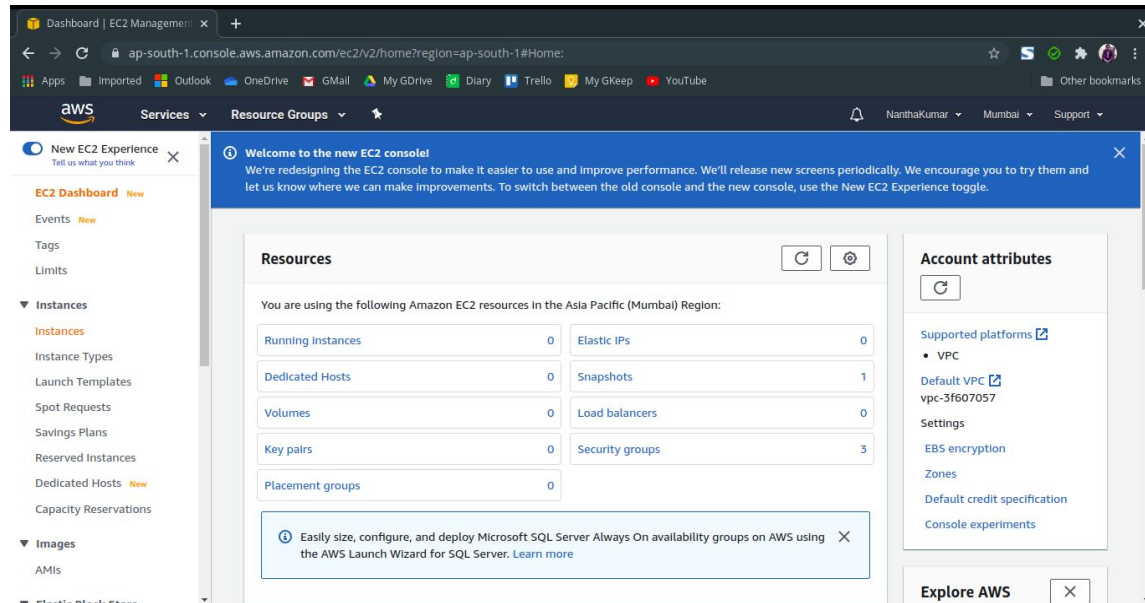 Dashboard | EC2 Management
ap-south-1.console.aws.amazon.com/ec2/v2/home?region=ap-south-1#Home:
Apps Imported Outlook OneDrive GMail My GDrive Diary Trello My GKeep YouTube Other bookmarks
aws Services Resource Groups NanthaKumar Mumbai Support
New EC2 Experience
Tell us what you think
EC2 Dashboard New
Events New
Tags
Limits
Instances
Instances
Instance Types
Launch Templates
Spot Requests
Savings Plans
Reserved Instances
Dedicated Hosts New
Capacity Reservations
Images
AMIs
Welcome to the new EC2 console!
We're redesigning the EC2 console to make it easier to use and improve performance. We'll release new screens periodically. We encourage you to try them and
let us know where we can make improvements. To switch between the old console and the new console, use the New EC2 Experience toggle.
Resources
You are using the following Amazon EC2 resources in the Asia Pacific (Mumbai) Region:
Running instances 0 Elastic IPs 0
Dedicated Hosts 0 Snapshots 1
Volumes 0 Load balancers 0
Key pairs 0 Security groups 3
Placement groups 0
Easily size, configure, and deploy Microsoft SQL Server Always On availability groups on AWS using
the AWS Launch Wizard for SQL Server. Learn more
Account attributes
Supported platforms
• VPC
Default VPC
vpc-3f607057
Settings
EBS encryption
Zones
Default credit specification
Console experiments
Explore AWS